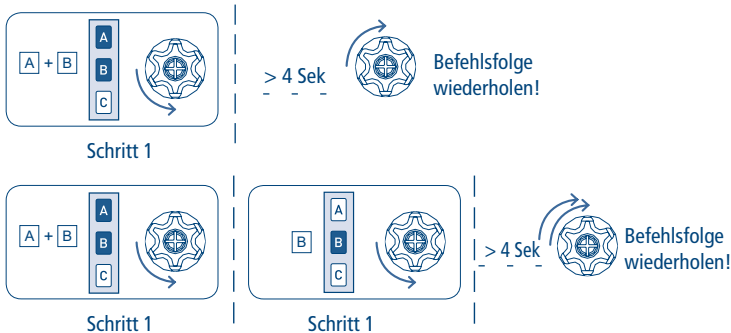 A + B
A
B
C
> 4 Sek
Befehlsfolge
wiederholen!
Schritt 1
A + B
A
B
C
B
A
B
C
> 4 Sek
Befehlsfolge
wiederholen!
Schritt 1
Schritt 1